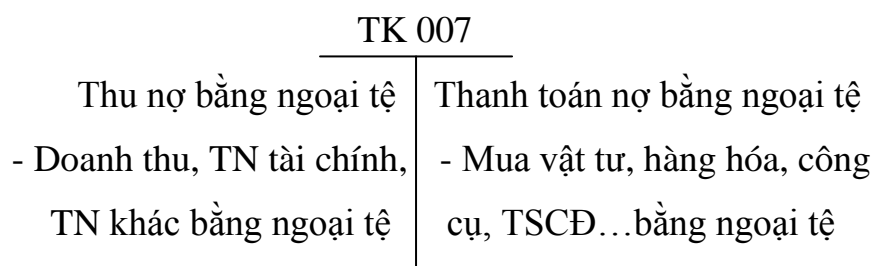 TK 007
Thu nợ bằng ngoại tệ
- Doanh thu, TN tài chính,
TN khác bằng ngoại tệ
Thanh toán nợ bằng ngoại tệ
- Mua vật tư, hàng hóa, công
cụ, TSCĐ…bằng ngoại tệ